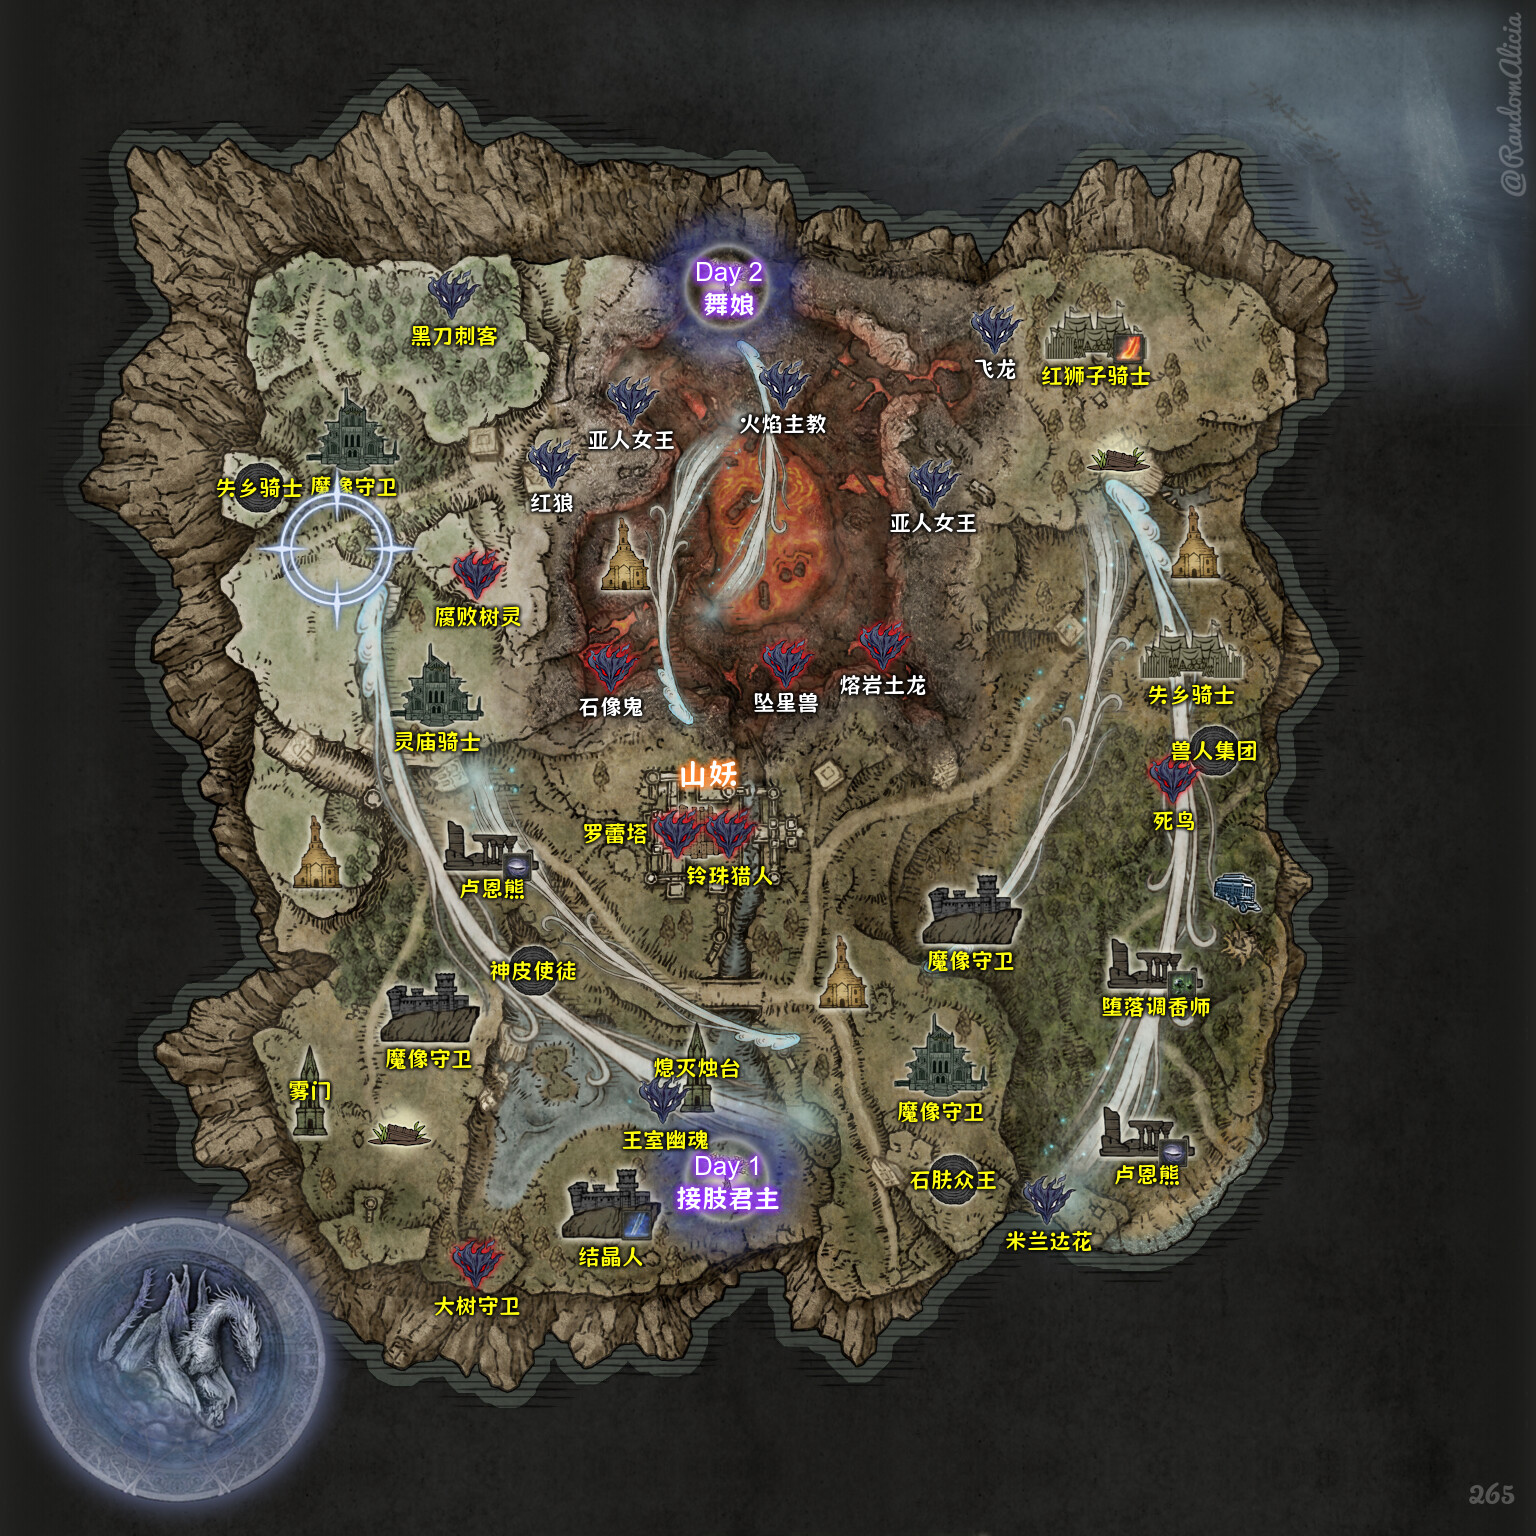 @RandomAlicia
Day 2
舞娘
黑刀刺客
飞龙
红狮子骑士
亚人女王
火焰主教
失乡骑士
魔像守卫
红狼
亚人女王
腐败树灵
石像鬼
坠星兽
熔岩土龙
失乡骑士
灵庙骑士
兽人集团
山妖
死鸟
罗蕾塔
铃珠猎人
卢恩熊
神皮使徒
魔像守卫
堕落调香师
魔像守卫
熄灭烛台
雾门
魔像守卫
王室幽魂
Day 1
接肢君主
石肤众王
卢恩熊
米兰达花
结晶人
大树守卫
265